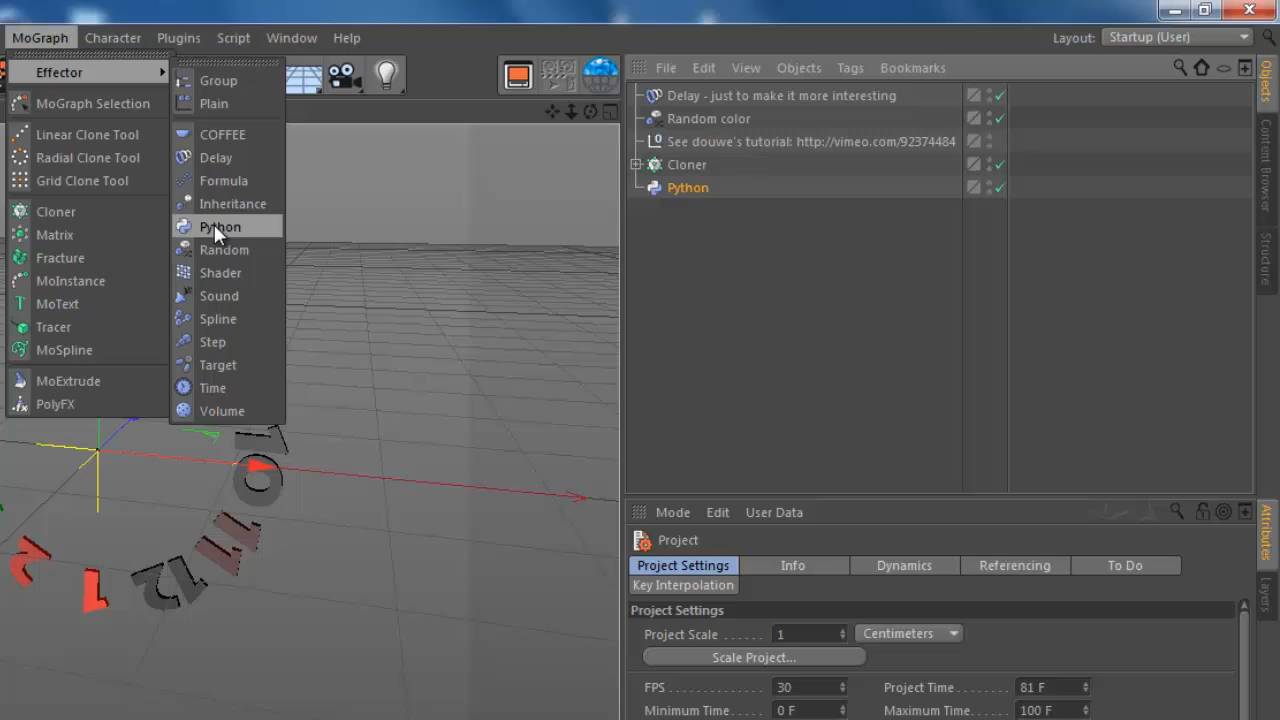 MoGraph Character Plugins Script Window Help Layout: Startup (User)
Effector
MoGraph Selection
Linear Clone Tool
Radial Clone Tool
Grid Clone Tool
Cloner
Matrix
Fracture
MoInstance
MoText
Tracer
MoSpline
MoExtrude
PolyFX
Group
Plain
COFFEE
Delay
Formula
Inheritance
Python
Random
Shader
Sound
Spline
Step
Target
Time
Volume
File Edit View Objects Tags Bookmarks
Delay - just to make it more interesting
Random color
See douwe's tutorial: http://vimeo.com/92374484
Cloner
Python
Objects
Content Browser
Structure
Mode Edit User Data
Project
Project Settings Info Dynamics Referencing To Do
Key Interpolation
Project Settings
Project Scale ...... 1 Centimeters
Scale Project...
FPS ................ 30 Project Time ........ 81 F
Minimum Time ..... 0 F Maximum Time .... 100 F
Attributes
Layers
2
1
12
11
10